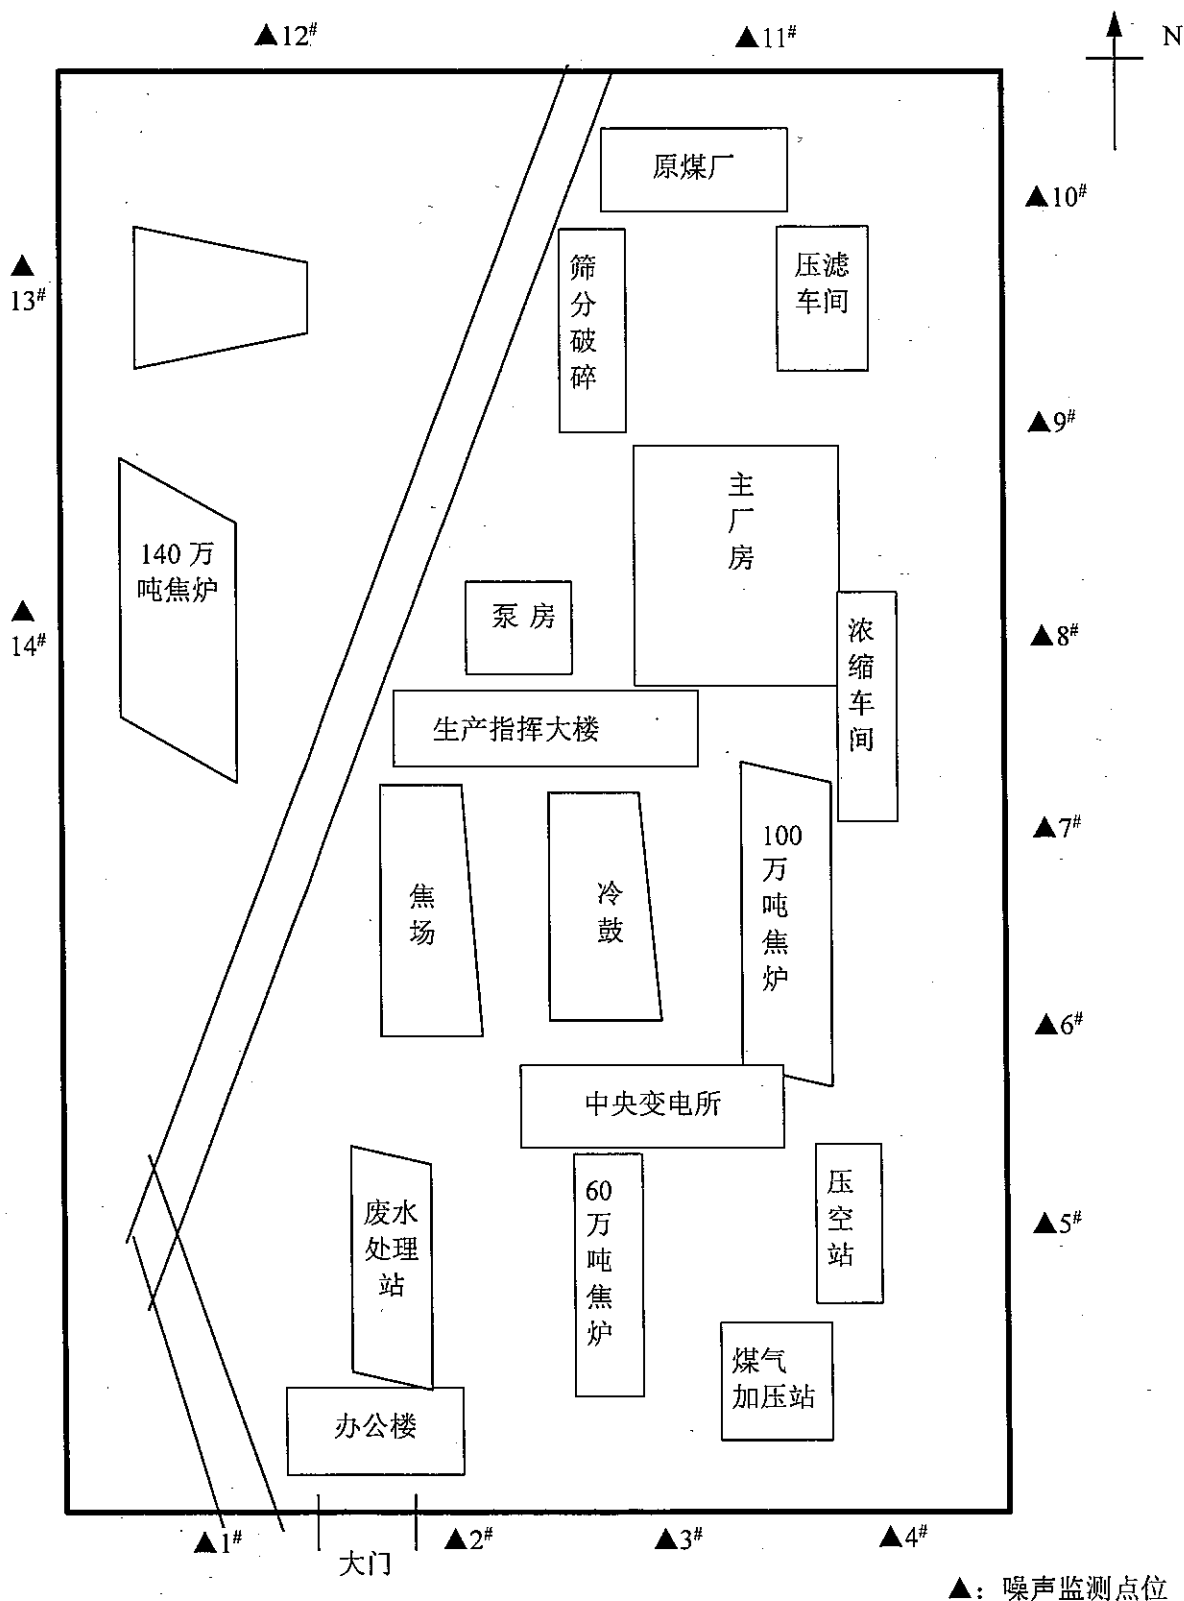 ▲12#
▲11#
N
原煤厂
▲10#
筛
分
破
碎
压滤
车间
▲
13#
▲9#
主
厂
房
140 万
吨焦炉
泵 房
▲
14#
浓
缩
车
间
▲8#
生产指挥大楼
100
万
吨
焦
炉
▲7#
焦
场
冷
鼓
▲6#
中央变电所
废水
处理
站
60
万
吨
焦
炉
压
空
站
▲5#
煤气
加压站
办公楼
▲1#
大门
▲2#
▲3#
▲4#
▲：噪声监测点位